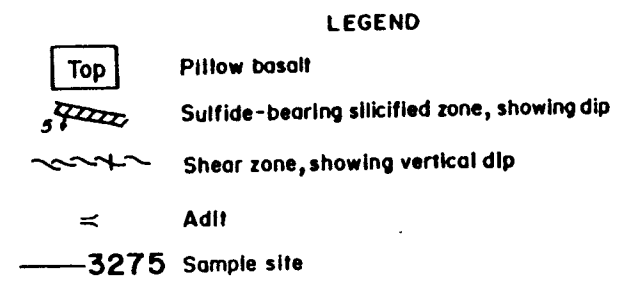 LEGEND
Top Pillow basalt
5 Sulfide-bearing silicified zone, showing dip
Shear zone, showing vertical dip
Adit
3275 Sample site